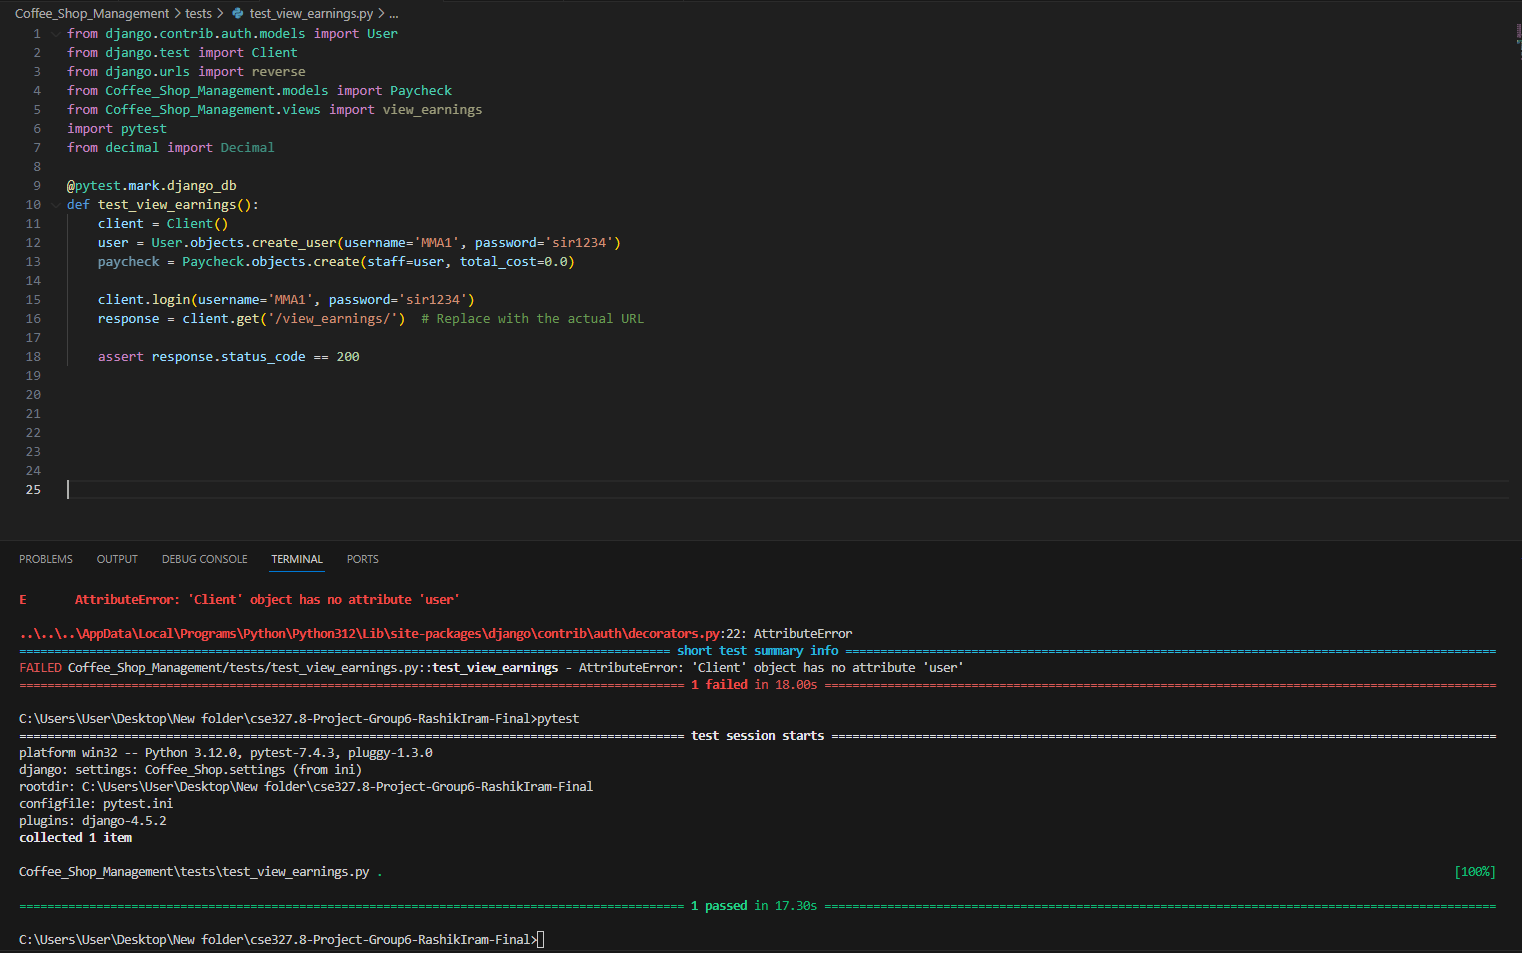 Coffee_Shop_Management > tests > test_view_earnings.py > ...
1 from django.contrib.auth.models import User
2 from django.test import Client
3 from django.urls import reverse
4 from Coffee_Shop_Management.models import Paycheck
5 from Coffee_Shop_Management.views import view_earnings
6 import pytest
7 from decimal import Decimal
8
9 @pytest.mark.django_db
10 def test_view_earnings():
11     client = Client()
12     user = User.objects.create_user(username='MMA1', password='sir1234')
13     paycheck = Paycheck.objects.create(staff=user, total_cost=0.0)
14
15     client.login(username='MMA1', password='sir1234')
16     response = client.get('/view_earnings/')  # Replace with the actual URL
17
18     assert response.status_code == 200
19
20
21
22
23
24
25
PROBLEMS OUTPUT DEBUG CONSOLE TERMINAL PORTS
E       AttributeError: 'Client' object has no attribute 'user'
..\..\..\AppData\Local\Programs\Python\Python312\Lib\site-packages\django\contrib\auth\decorators.py:22: AttributeError
==================== short test summary info ====================
FAILED Coffee_Shop_Management/tests/test_view_earnings.py::test_view_earnings - AttributeError: 'Client' object has no attribute 'user'
==================== 1 failed in 18.00s ====================
C:\Users\User\Desktop\New folder\cse327.8-Project-Group6-RashikIram-Final>pytest
==================== test session starts ====================
platform win32 -- Python 3.12.0, pytest-7.4.3, pluggy-1.3.0
django: settings: Coffee_Shop.settings (from ini)
rootdir: C:\Users\User\Desktop\New folder\cse327.8-Project-Group6-RashikIram-Final
configfile: pytest.ini
plugins: django-4.5.2
collected 1 item
Coffee_Shop_Management\tests\test_view_earnings.py . [100%]
==================== 1 passed in 17.30s ====================
C:\Users\User\Desktop\New folder\cse327.8-Project-Group6-RashikIram-Final>